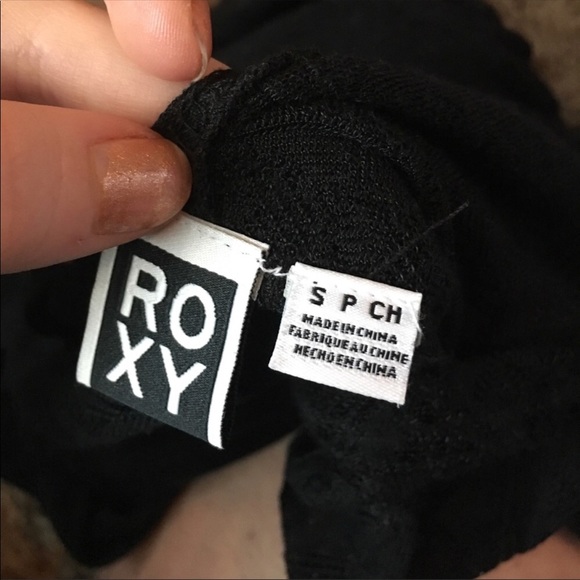 RO
XY
S P CH
MADE IN CHINA
FABRIQUE AU CHINE
HECHO EN CHINA